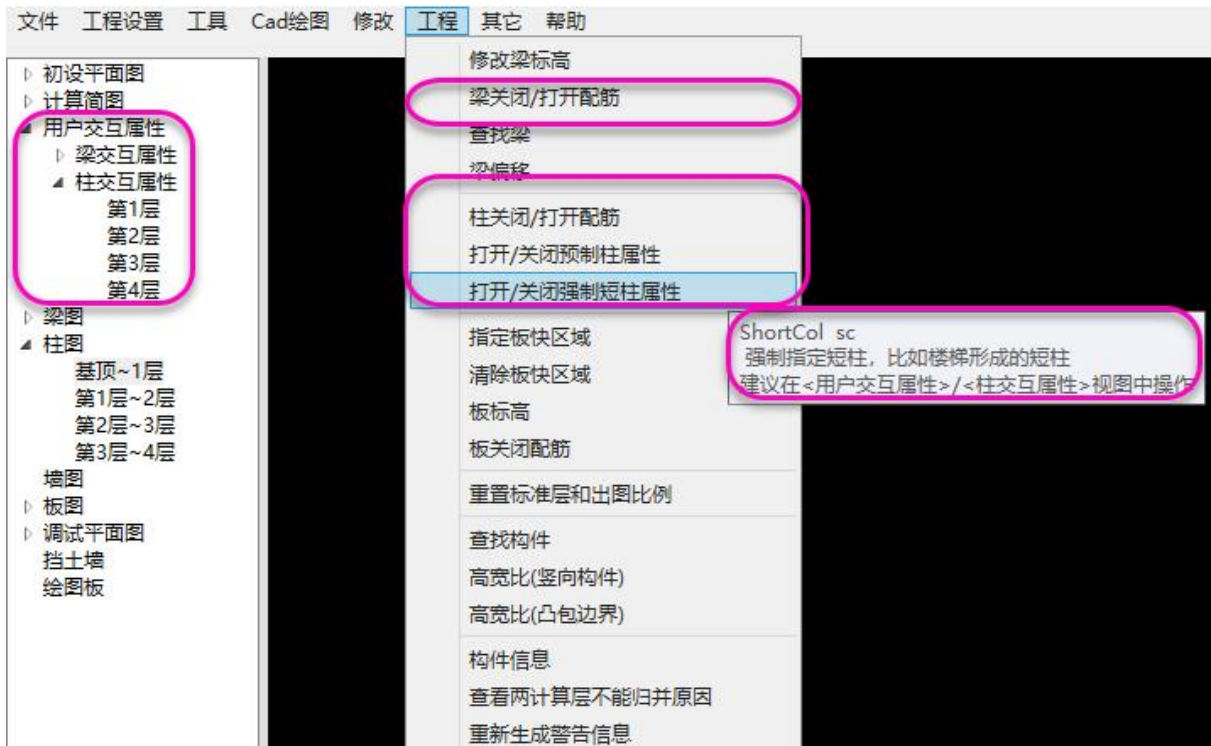 文件 工程设置 工具 Cad绘图 修改 工程 其它 帮助
初设平面图
计算简图
用户交互属性
梁交互属性
柱交互属性
第1层
第2层
第3层
第4层
梁图
柱图
基顶~1层
第1层~2层
第2层~3层
第3层~4层
墙图
板图
调试平面图
挡土墙
绘图板
修改梁标高
梁关闭/打开配筋
查找梁
梁偏移
柱关闭/打开配筋
打开/关闭预制柱属性
打开/关闭强制短柱属性
指定板快区域
清除板快区域
板标高
板关闭配筋
重置标准层和出图比例
查找构件
高宽比(竖向构件)
高宽比(凸包边界)
构件信息
查看两计算层不能归并原因
重新生成警告信息
ShortCol sc
强制指定短柱，比如楼梯形成的短柱
建议在<用户交互属性>/<柱交互属性>视图中操作